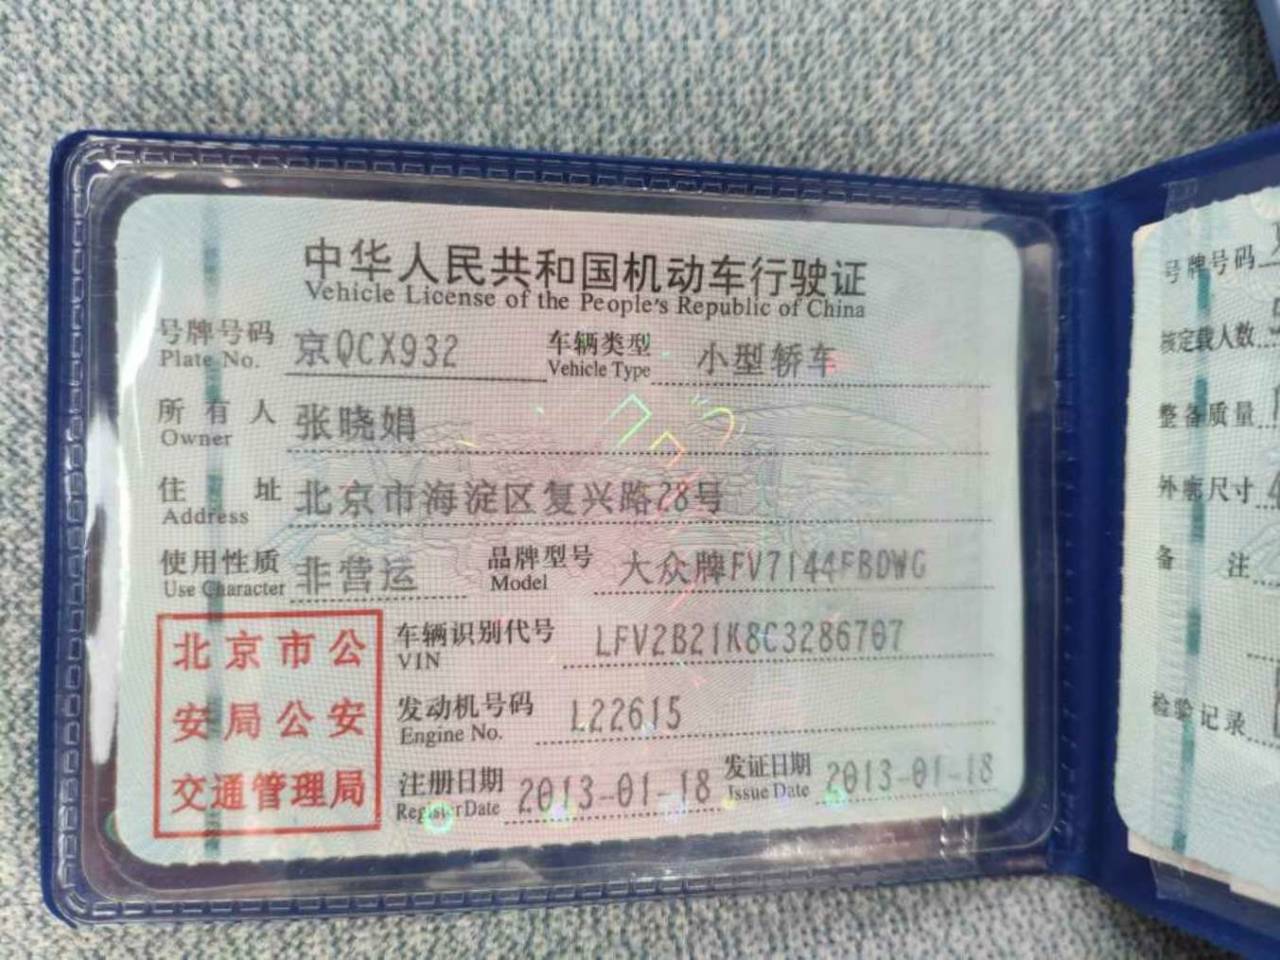 中华人民共和国机动车行驶证
Vehicle License of the People's Republic of China
号牌号码 京QCX932 车辆类型 小型轿车
Plate No. Vehicle Type
所有人 张晓娟
Owner
住址 北京市海淀区复兴路28号
Address
使用性质 非营运 品牌型号 大众牌FV7144FBDWG
Use Character Model
北京市公
安局公安
交通管理局
车辆识别代号 LFV2B21K8C3286707
VIN
发动机号码 L22615
Engine No.
注册日期 2013-01-18 发证日期 2013-01-18
Register Date Issue Date
号牌号码
核定载人数
整备质量
外廓尺寸
备注
检验记录